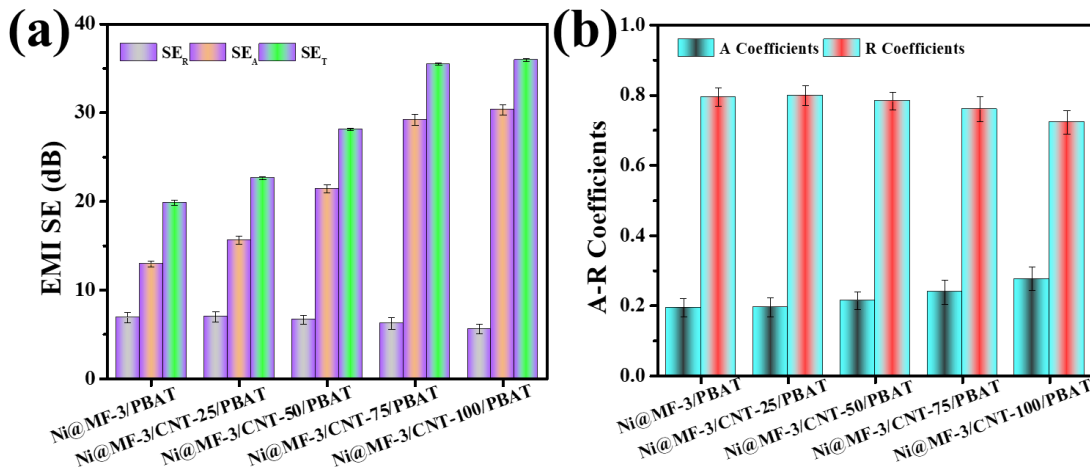 (a)
EMI SE (dB)
40
30
20
10
0
SE_R SE_A SE_T
Ni@MF-3/PBAT
Ni@MF-3/CNT-25/PBAT
Ni@MF-3/CNT-50/PBAT
Ni@MF-3/CNT-75/PBAT
Ni@MF-3/CNT-100/PBAT
(b)
A-R Coefficients
1.0
0.8
0.6
0.4
0.2
0.0
A Coefficients R Coefficients
Ni@MF-3/PBAT
Ni@MF-3/CNT-25/PBAT
Ni@MF-3/CNT-50/PBAT
Ni@MF-3/CNT-75/PBAT
Ni@MF-3/CNT-100/PBAT